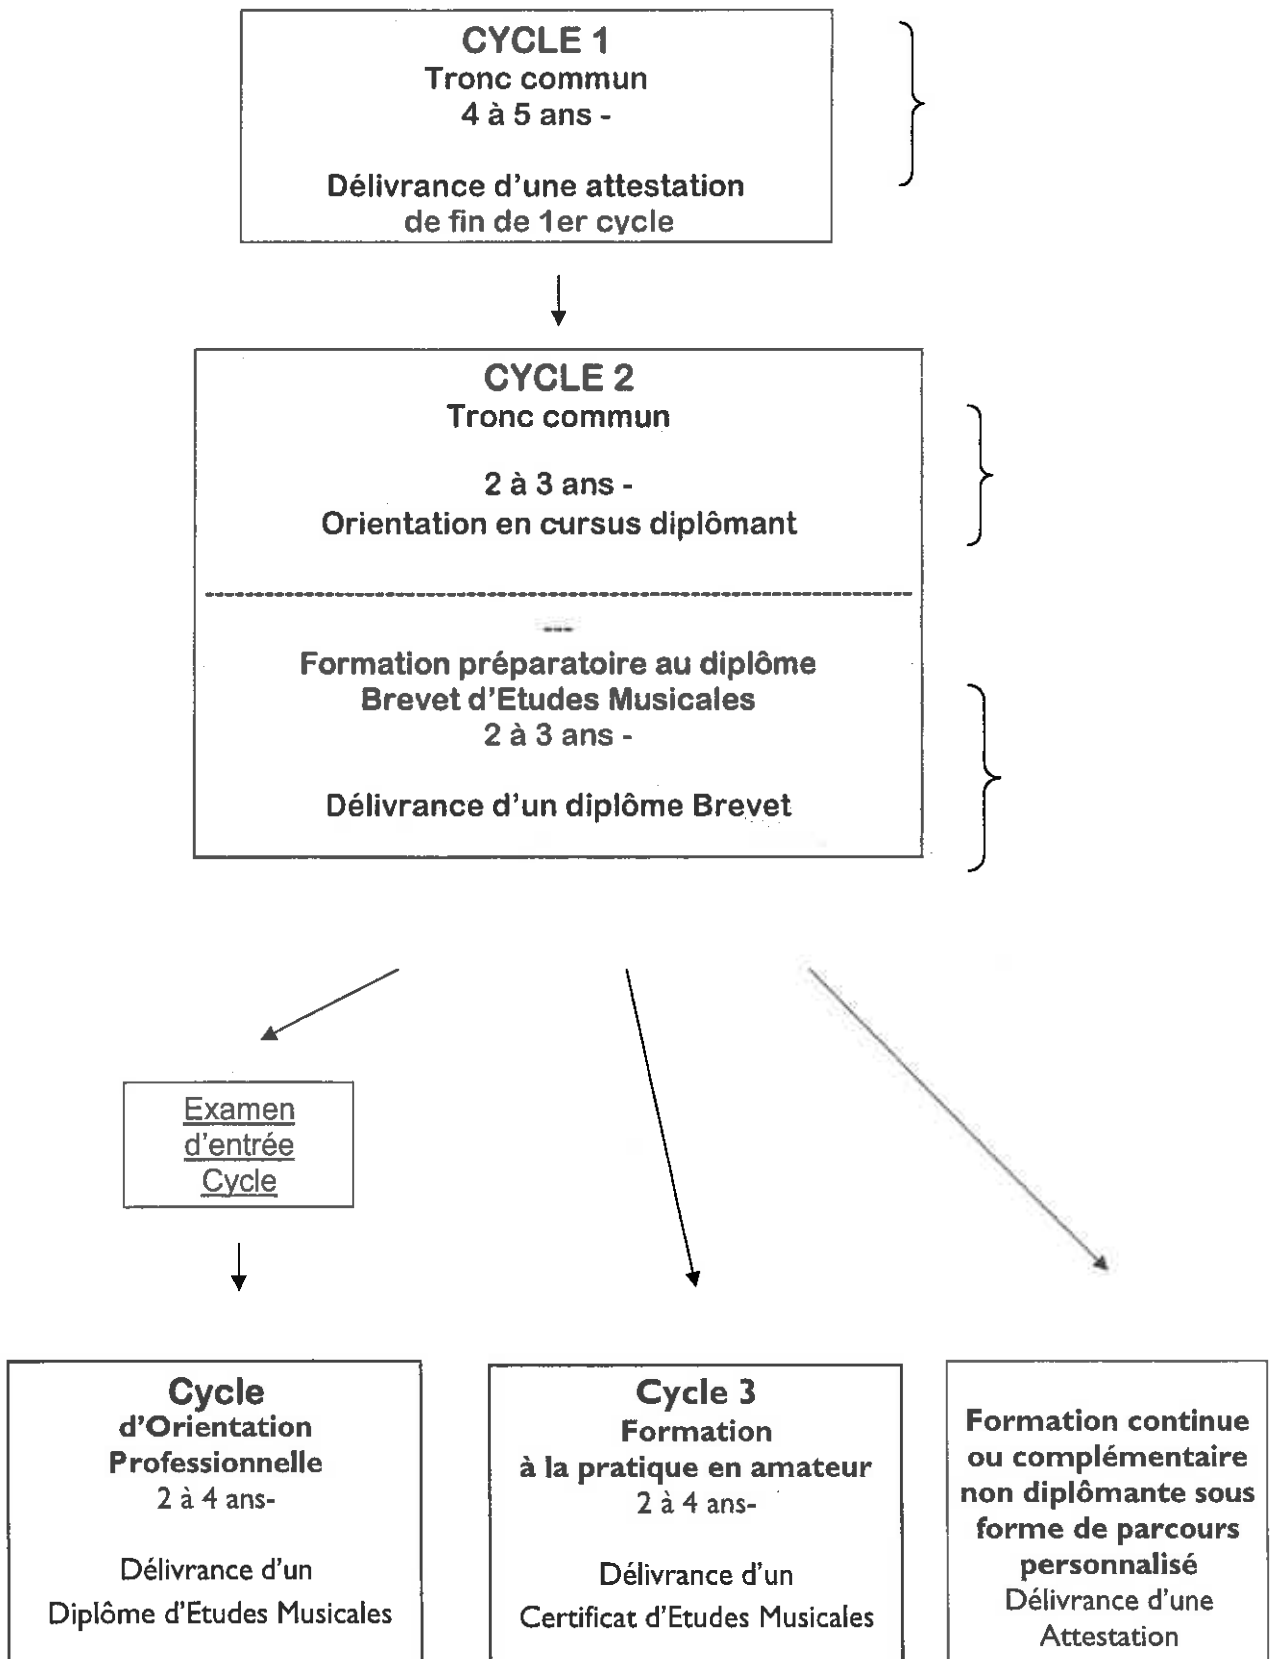 CYCLE 1
Tronc commun
4 à 5 ans -
Délivrance d'une attestation
de fin de 1er cycle
CYCLE 2
Tronc commun
2 à 3 ans -
Orientation en cursus diplômant
---
Formation préparatoire au diplôme
Brevet d'Etudes Musicales
2 à 3 ans -
Délivrance d'un diplôme Brevet
Examen
d'entrée
Cycle
Cycle
d'Orientation
Professionnelle
2 à 4 ans-
Délivrance d'un
Diplôme d'Etudes Musicales
Cycle 3
Formation
à la pratique en amateur
2 à 4 ans-
Délivrance d'un
Certificat d'Etudes Musicales
Formation continue
ou complémentaire
non diplômante sous
forme de parcours
personnalisé
Délivrance d'une
Attestation